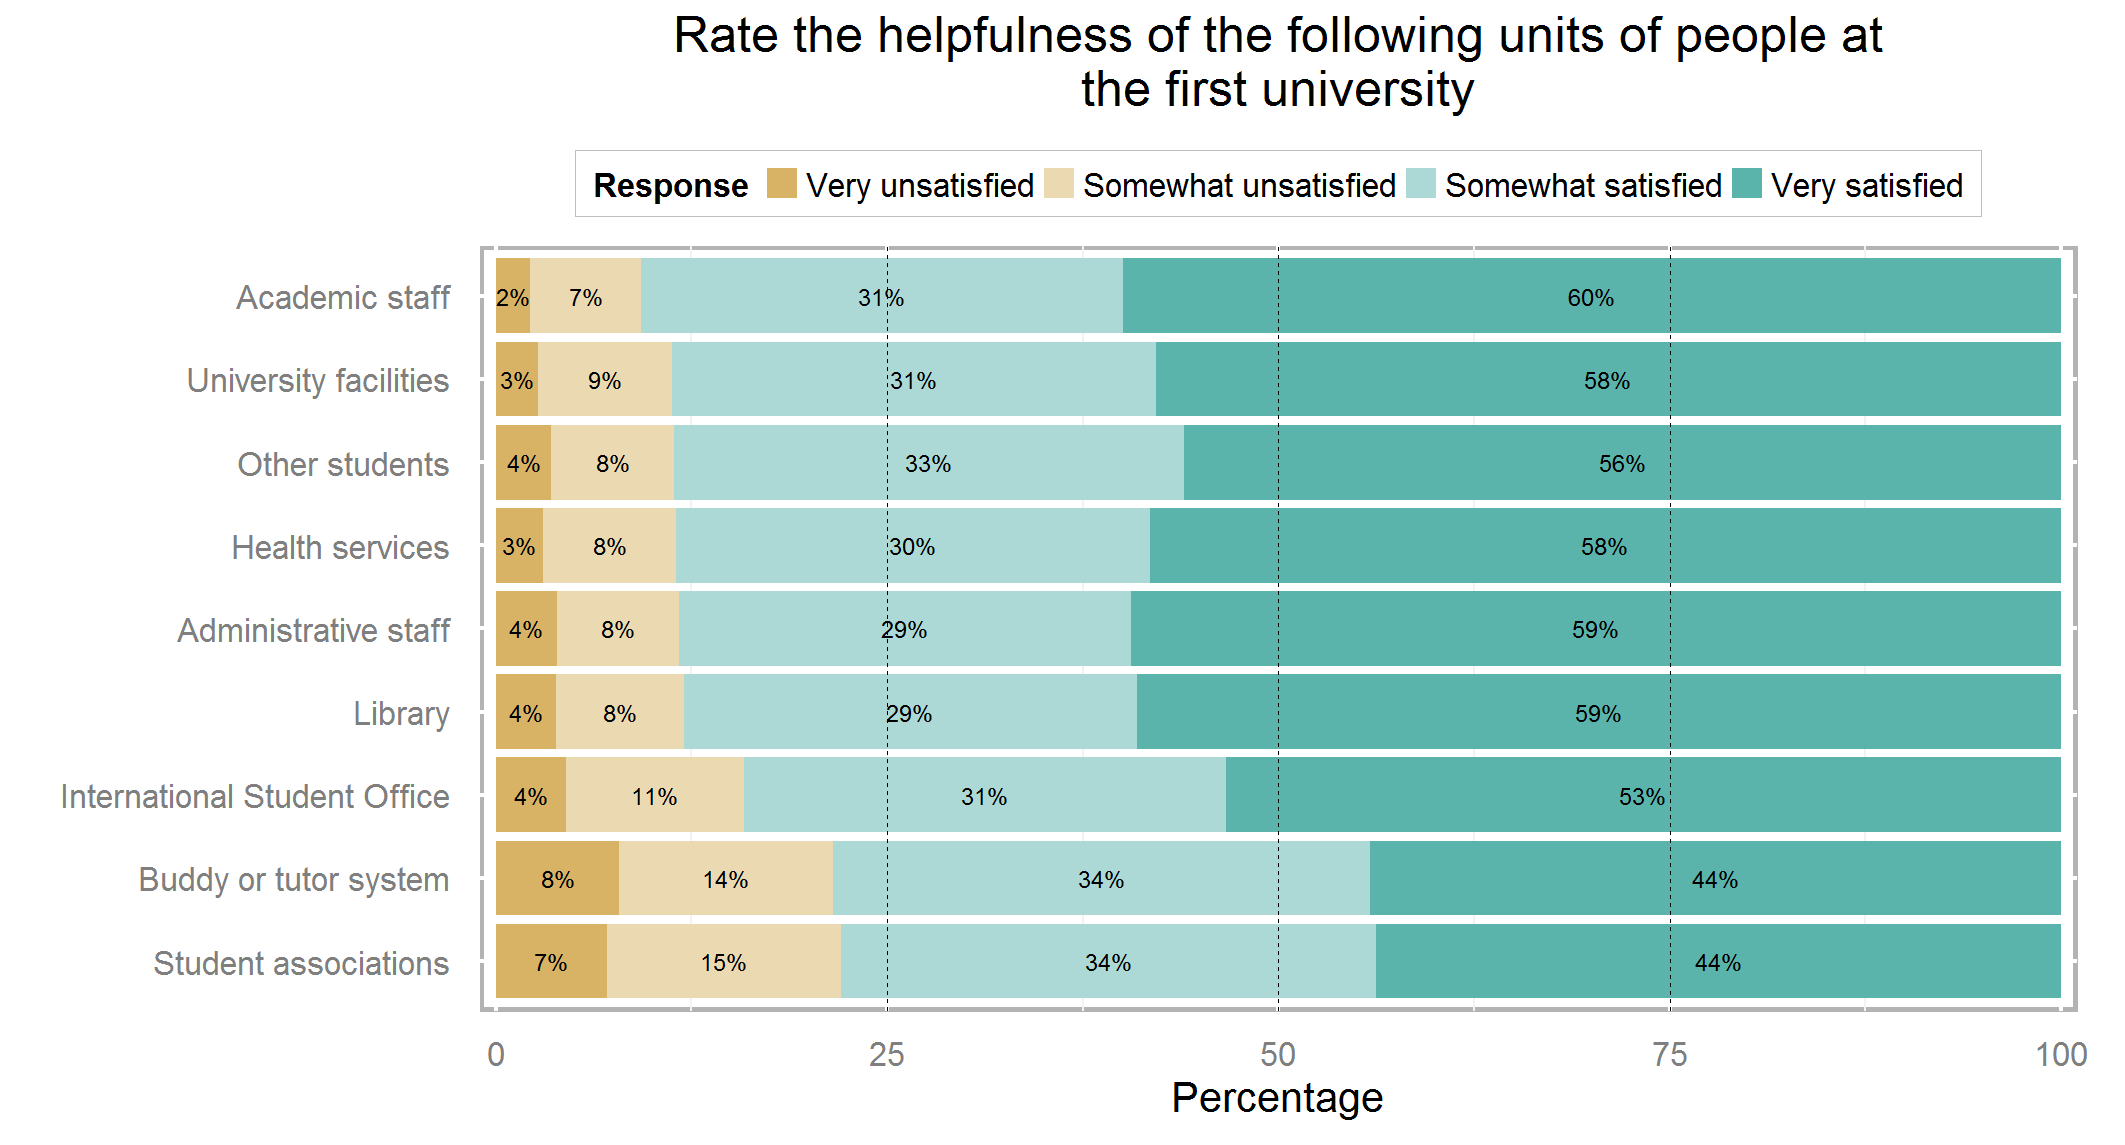 Rate the helpfulness of the following units of people at
the first university
Response Very unsatisfied Somewhat unsatisfied Somewhat satisfied Very satisfied
Academic staff 2% 7% 31% 60%
University facilities 3% 9% 31% 58%
Other students 4% 8% 33% 56%
Health services 3% 8% 30% 58%
Administrative staff 4% 8% 29% 59%
Library 4% 8% 29% 59%
International Student Office 4% 11% 31% 53%
Buddy or tutor system 8% 14% 34% 44%
Student associations 7% 15% 34% 44%
0 25 50 75 100
Percentage